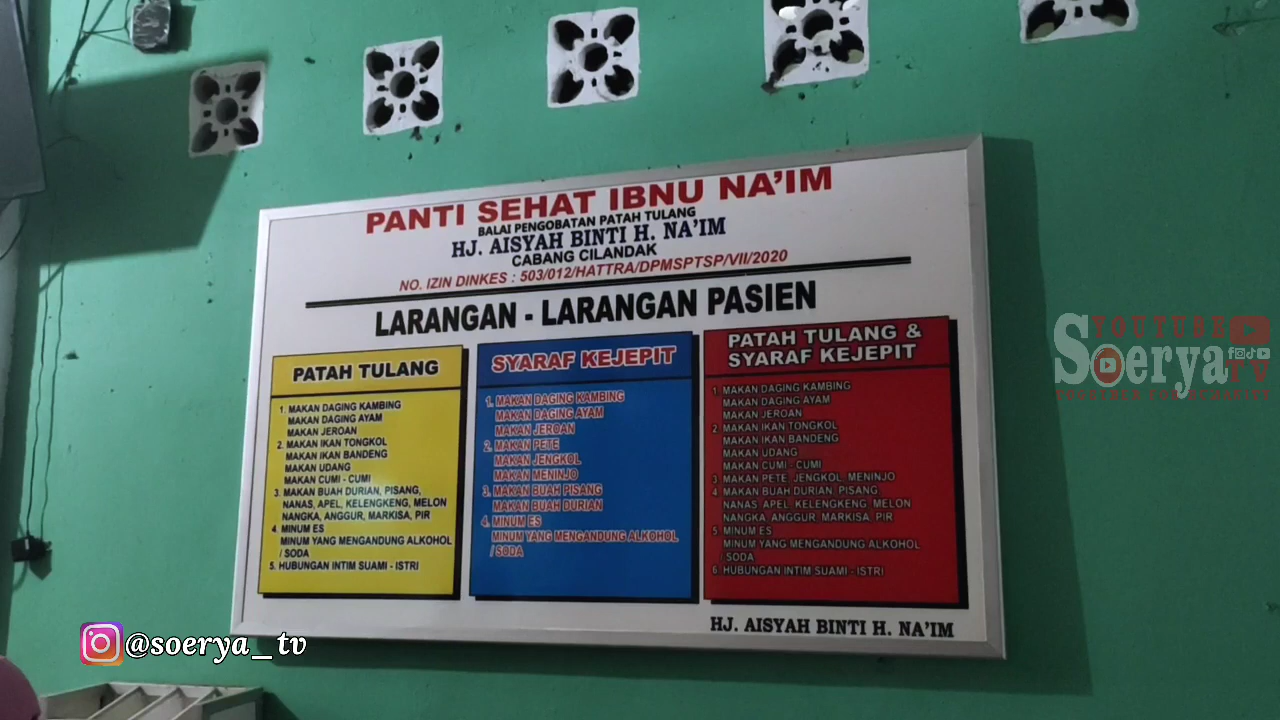 PANTI SEHAT IBNU NA'IM
BALAI PENGOBATAN PATAH TULANG
HJ. AISYAH BINTI H. NA'IM
CABANG CILANDAK
NO. IZIN DINKES : 503/012/HATTRA/DPMSPTSP/VII/2020
LARANGAN - LARANGAN PASIEN
PATAH TULANG
1. MAKAN DAGING KAMBING
MAKAN DAGING AYAM
MAKAN JEROAN
2. MAKAN IKAN TONGKOL
MAKAN IKAN BANDENG
MAKAN UDANG
MAKAN CUMI - CUMI
3. MAKAN BUAH DURIAN, PISANG,
NANAS, APEL, KELENGKENG, MELON
NANGKA, ANGGUR, MARKISA, PIR
4. MINUM ES
MINUM YANG MENGANDUNG ALKOHOL
/ SODA
5. HUBUNGAN INTIM SUAMI - ISTRI
SYARAF KEJEPIT
1. MAKAN DAGING KAMBING
MAKAN DAGING AYAM
MAKAN JEROAN
2. MAKAN PETE
MAKAN JENGKOL
MAKAN MENINJO
3. MAKAN BUAH PISANG
MAKAN BUAH DURIAN
4. MINUM ES
MINUM YANG MENGANDUNG ALKOHOL
/ SODA
PATAH TULANG &
SYARAF KEJEPIT
1. MAKAN DAGING KAMBING
MAKAN DAGING AYAM
MAKAN JEROAN
2. MAKAN IKAN TONGKOL
MAKAN IKAN BANDENG
MAKAN UDANG
MAKAN CUMI - CUMI
3. MAKAN PETE, JENGKOL, MENINJO
4. MAKAN BUAH DURIAN, PISANG,
NANAS, APEL, KELENGKENG, MELON
NANGKA, ANGGUR, MARKISA, PIR
5. MINUM ES
MINUM YANG MENGANDUNG ALKOHOL
/ SODA
6. HUBUNGAN INTIM SUAMI - ISTRI
HJ. AISYAH BINTI H. NA'IM
YOUTUBE
Soerya TV
TOGETHER FOR HUMANITY
@soerya_tv